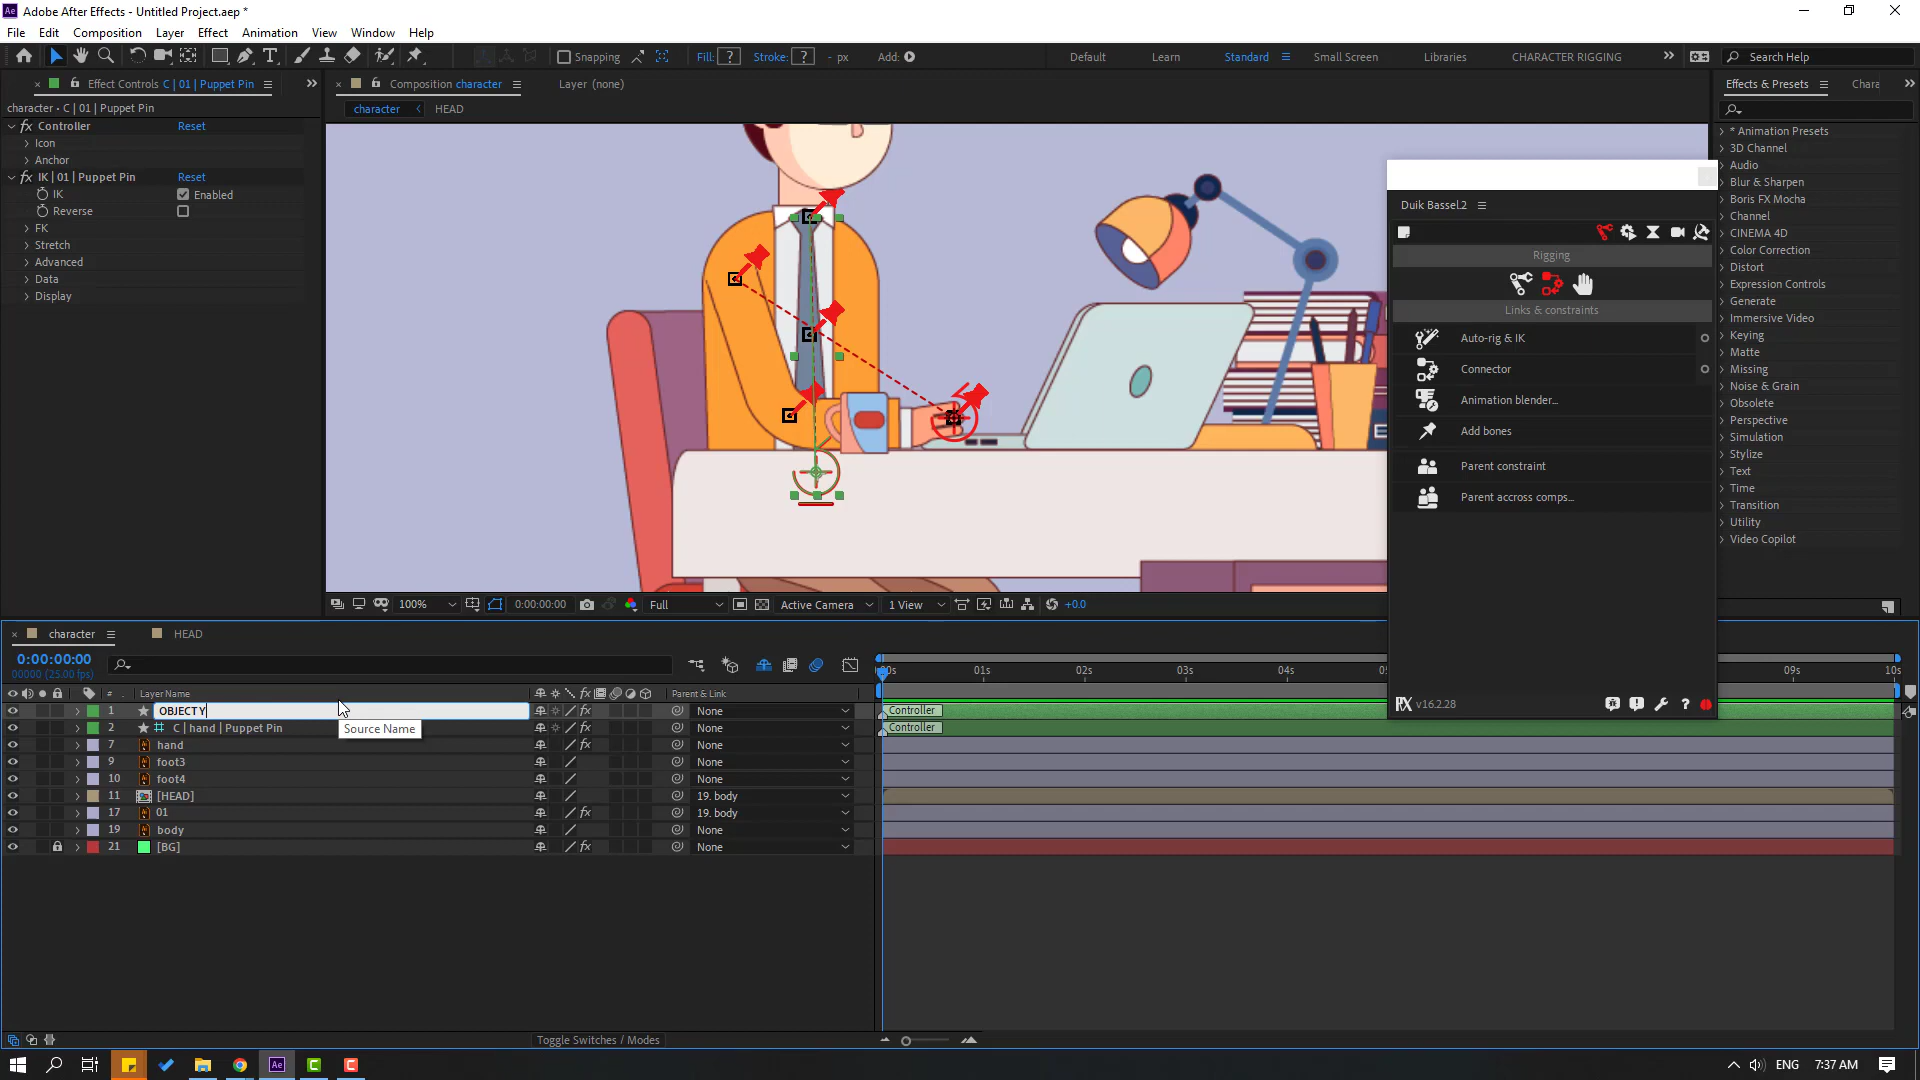 Ae Adobe After Effects - Untitled Project.aep *
File Edit Composition Layer Effect Animation View Window Help
Snapping Fill: ? Stroke: ? - px Add: Default Learn Standard Small Screen Libraries CHARACTER RIGGING Search Help
Effect Controls C | 01 | Puppet Pin
Composition character
Layer (none)
Effects & Presets
Chara
character • C | 01 | Puppet Pin
character
HEAD
fx Controller Reset
Icon
Anchor
fx IK | 01 | Puppet Pin Reset
IK Enabled
Reverse
FK
Stretch
Advanced
Data
Display
* Animation Presets
3D Channel
Audio
Blur & Sharpen
Boris FX Mocha
Channel
CINEMA 4D
Color Correction
Distort
Expression Controls
Generate
Immersive Video
Keying
Matte
Missing
Noise & Grain
Obsolete
Perspective
Simulation
Stylize
Text
Time
Transition
Utility
Video Copilot
Duik Bassel.2
Rigging
Links & constraints
Auto-rig & IK
Connector
Animation blender...
Add bones
Parent constraint
Parent accross comps...
v16.2.28 ?
100% 0:00:00:00 Full Active Camera 1 View +0.0
character
HEAD
0:00:00:00
00000 (25.00 fps)
00s 01s 02s 03s 04s 09s 10s
# Layer Name fx Parent & Link
1 OBJECTY fx None Controller
2 C | hand | Puppet Pin fx None Controller
Source Name
7 hand fx None
9 foot3 None
10 foot4 None
11 [HEAD] 19. body
17 01 fx 19. body
19 body None
21 [BG] fx None
Toggle Switches / Modes
Ae ENG 7:37 AM